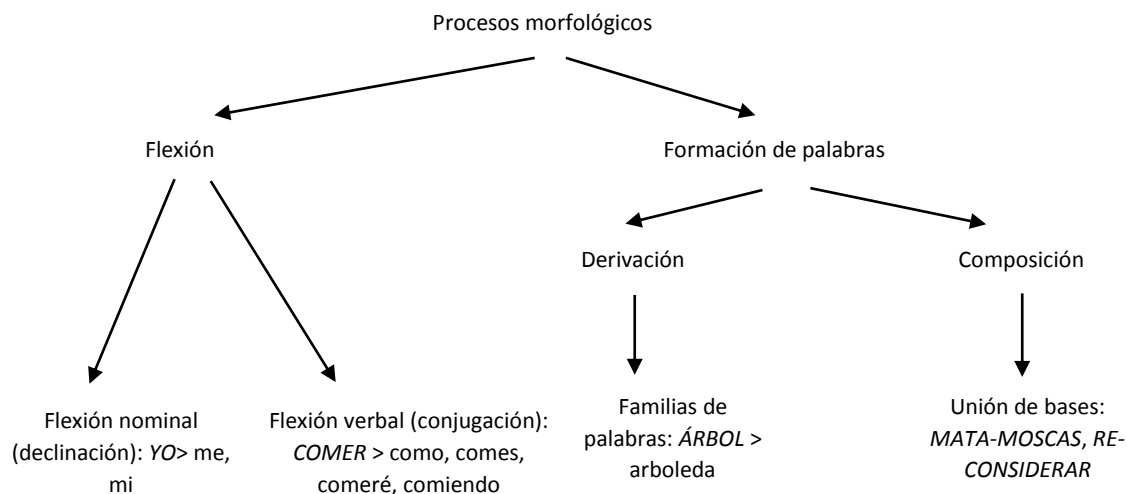 Procesos morfológicos
Flexión
Formación de palabras
Derivación
Composición
Flexión nominal
(declinación): YO> me,
mi
Flexión verbal (conjugación):
COMER > como, comes,
comeré, comiendo
Familias de
palabras: ÁRBOL >
arboleda
Unión de bases:
MATA-MOSCAS, RE-
CONSIDERAR